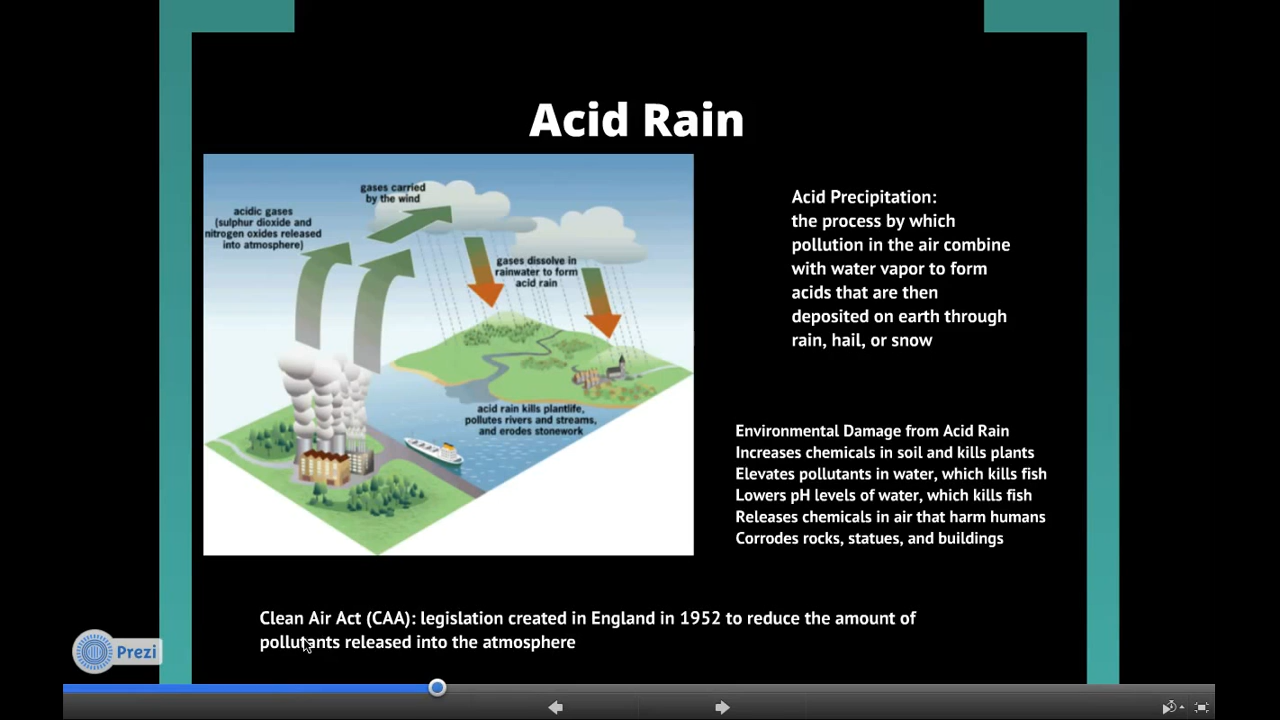 Acid Rain
gases carried
by the wind
acidic gases
(sulphur dioxide and
nitrogen oxides released
into atmosphere)
gases dissolve in
rainwater to form
acid rain
acid rain kills plantlife,
pollutes rivers and streams,
and erodes stonework
Acid Precipitation:
the process by which
pollution in the air combine
with water vapor to form
acids that are then
deposited on earth through
rain, hail, or snow
Environmental Damage from Acid Rain
Increases chemicals in soil and kills plants
Elevates pollutants in water, which kills fish
Lowers pH levels of water, which kills fish
Releases chemicals in air that harm humans
Corrodes rocks, statues, and buildings
Clean Air Act (CAA): legislation created in England in 1952 to reduce the amount of
pollutants released into the atmosphere
Prezi